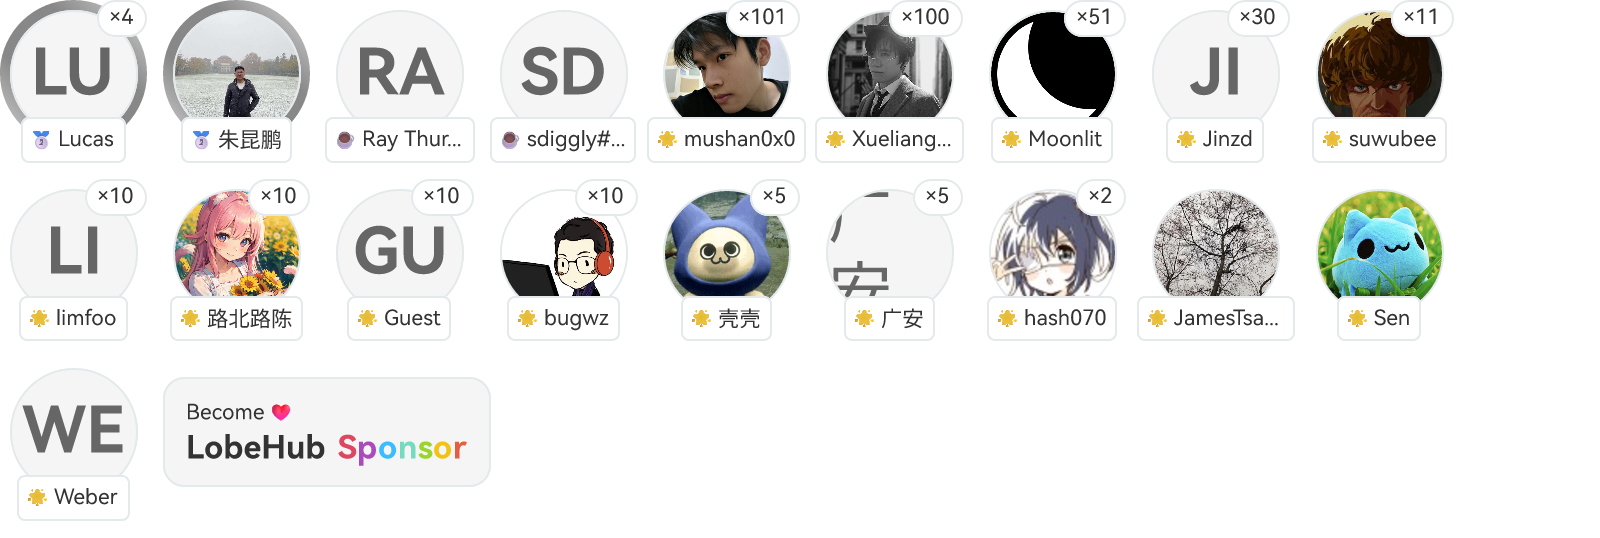 ×4
LU
Lucas
朱昆鹏
RA
Ray Thur...
SD
sdiggly#...
×101
mushan0x0
×100
Xueliang...
×51
Moonlit
×30
JI
Jinzd
×11
suwubee
×10
LI
limfoo
×10
路北路陈
×10
GU
Guest
×10
bugwz
×5
壳壳
×5
广安
广安
×2
hash070
JamesTsa...
Sen
WE
Weber
Become
LobeHub Sponsor